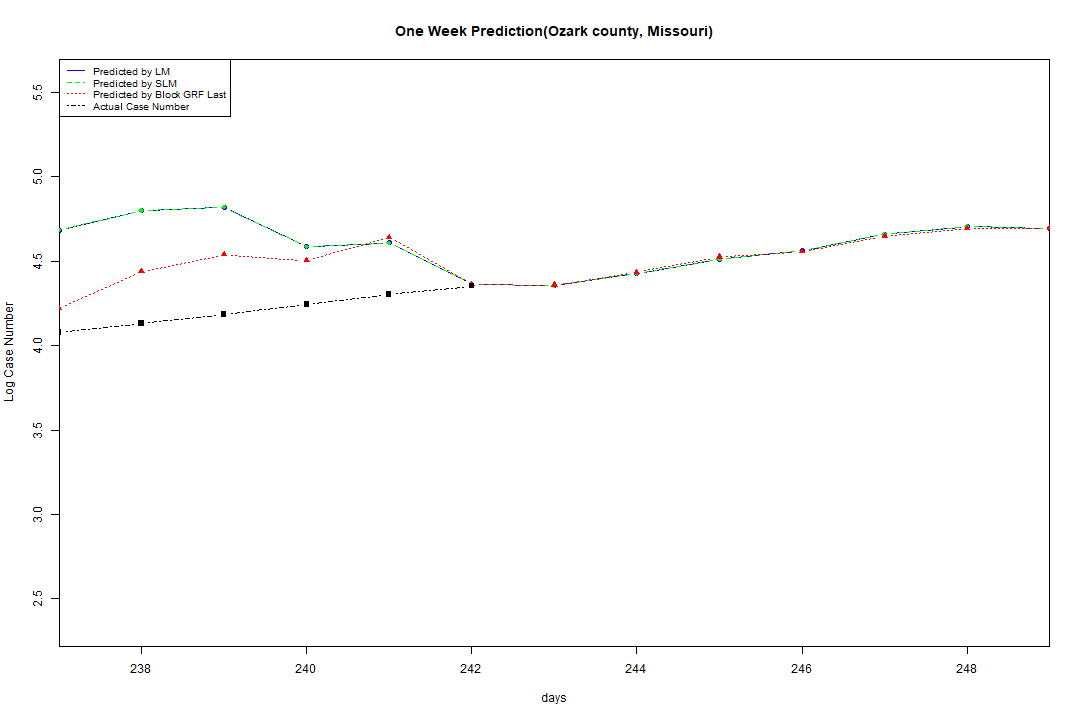 One Week Prediction(Ozark county, Missouri)
Predicted by LM
Predicted by SLM
Predicted by Block GRF Last
Actual Case Number
5.5
5.0
4.5
4.0
3.5
3.0
2.5
Log Case Number
238 240 242 244 246 248
days